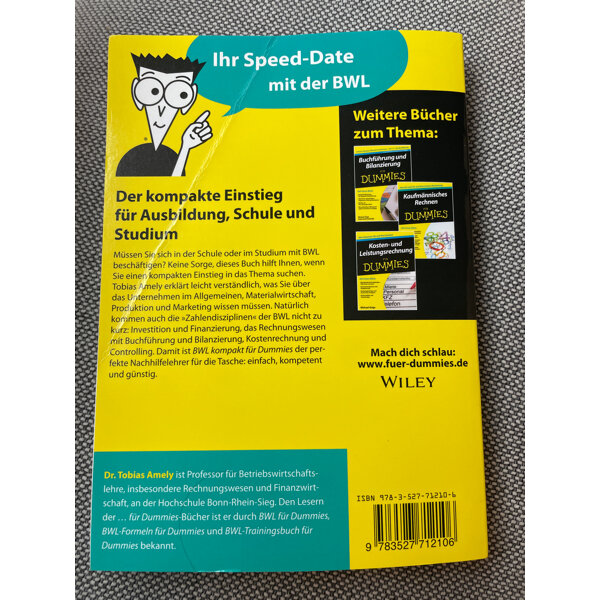 Ihr Speed-Date
mit der BWL
Weitere Bücher
zum Thema:
Buchführung und
Bilanzierung
FÜR
DUMMIES
Kaufmännisches
Rechnen
FÜR
DUMMIES
Kosten- und
Leistungsrechnung
FÜR
DUMMIES
Miete
Personal
KFZ
Telefon
Der kompakte Einstieg
für Ausbildung, Schule und
Studium
Müssen Sie sich in der Schule oder im Studium mit BWL
beschäftigen? Keine Sorge, dieses Buch hilft Ihnen, wenn
Sie einen kompakten Einstieg in das Thema suchen.
Tobias Amely erklärt leicht verständlich, was Sie über
das Unternehmen im Allgemeinen, Materialwirtschaft,
Produktion und Marketing wissen müssen. Natürlich
kommen auch die »Zahlendisziplinen« der BWL nicht zu
kurz: Investition und Finanzierung, das Rechnungswesen
mit Buchführung und Bilanzierung, Kostenrechnung und
Controlling. Damit ist BWL kompakt für Dummies der per-
fekte Nachhilfelehrer für die Tasche: einfach, kompetent
und günstig.
Mach dich schlau:
www.fuer-dummies.de
WILEY
Dr. Tobias Amely ist Professor für Betriebswirtschafts-
lehre, insbesondere Rechnungswesen und Finanzwirt-
schaft, an der Hochschule Bonn-Rhein-Sieg. Den Lesern
der … für Dummies-Bücher ist er durch BWL für Dummies,
BWL-Formeln für Dummies und BWL-Trainingsbuch für
Dummies bekannt.
ISBN 978-3-527-71210-6
9 783527 712106